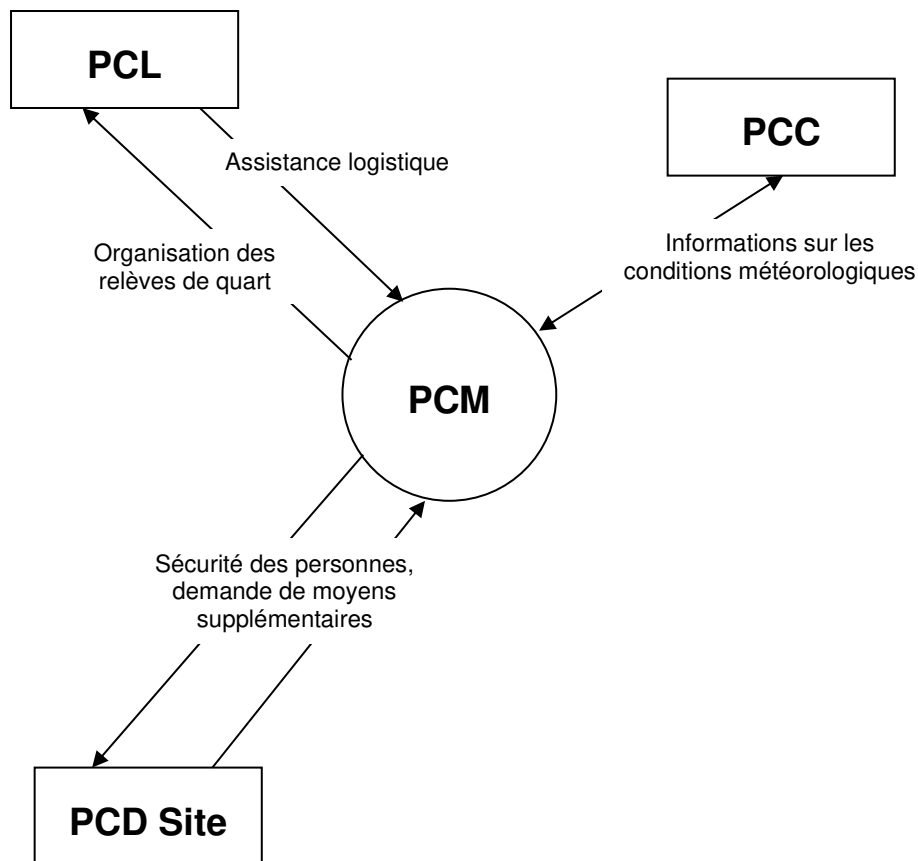 PCL
PCC
Assistance logistique
Organisation des
relèves de quart
Informations sur les
conditions météorologiques
PCM
Sécurité des personnes,
demande de moyens
supplémentaires
PCD Site